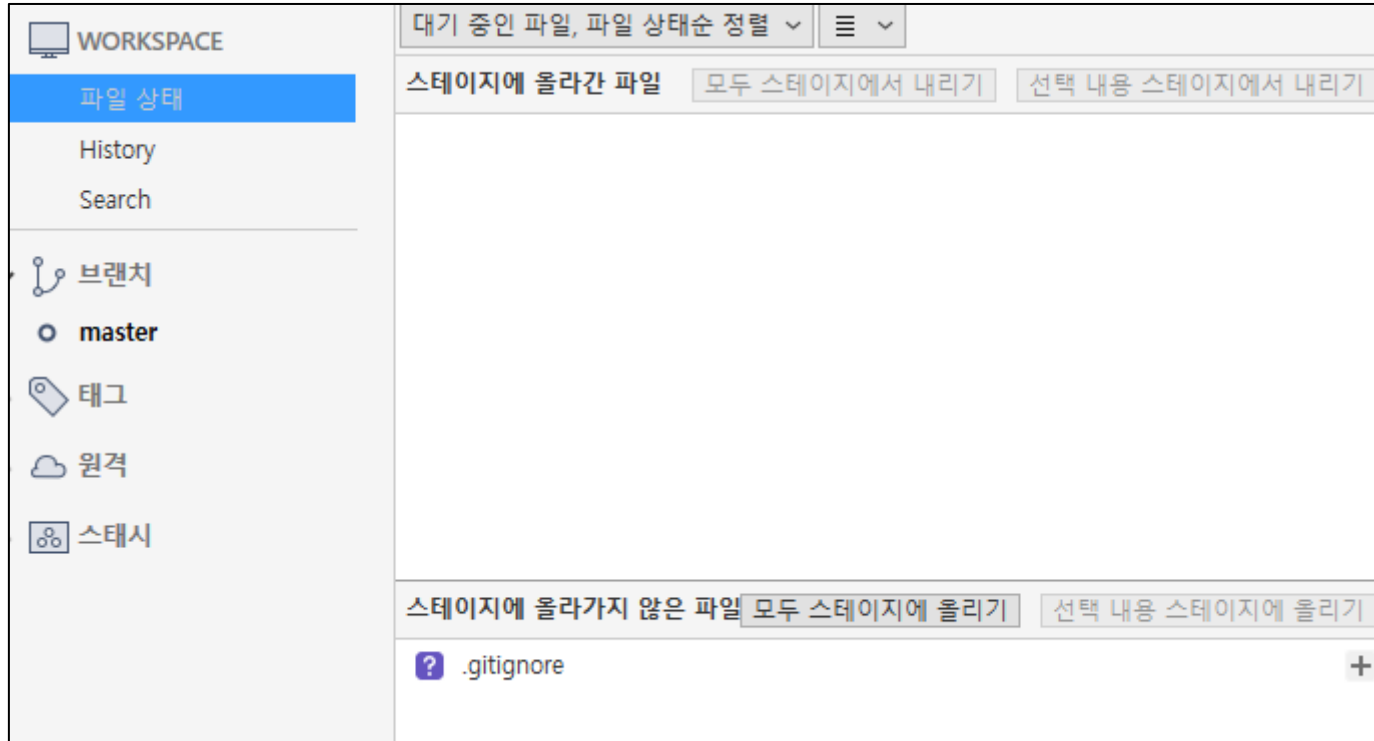 WORKSPACE
파일 상태
History
Search
브랜치
master
태그
원격
스태시
대기 중인 파일, 파일 상태순 정렬
스테이지에 올라간 파일 모두 스테이지에서 내리기 선택 내용 스테이지에서 내리기
스테이지에 올라가지 않은 파일 모두 스테이지에 올리기 선택 내용 스테이지에 올리기
.gitignore